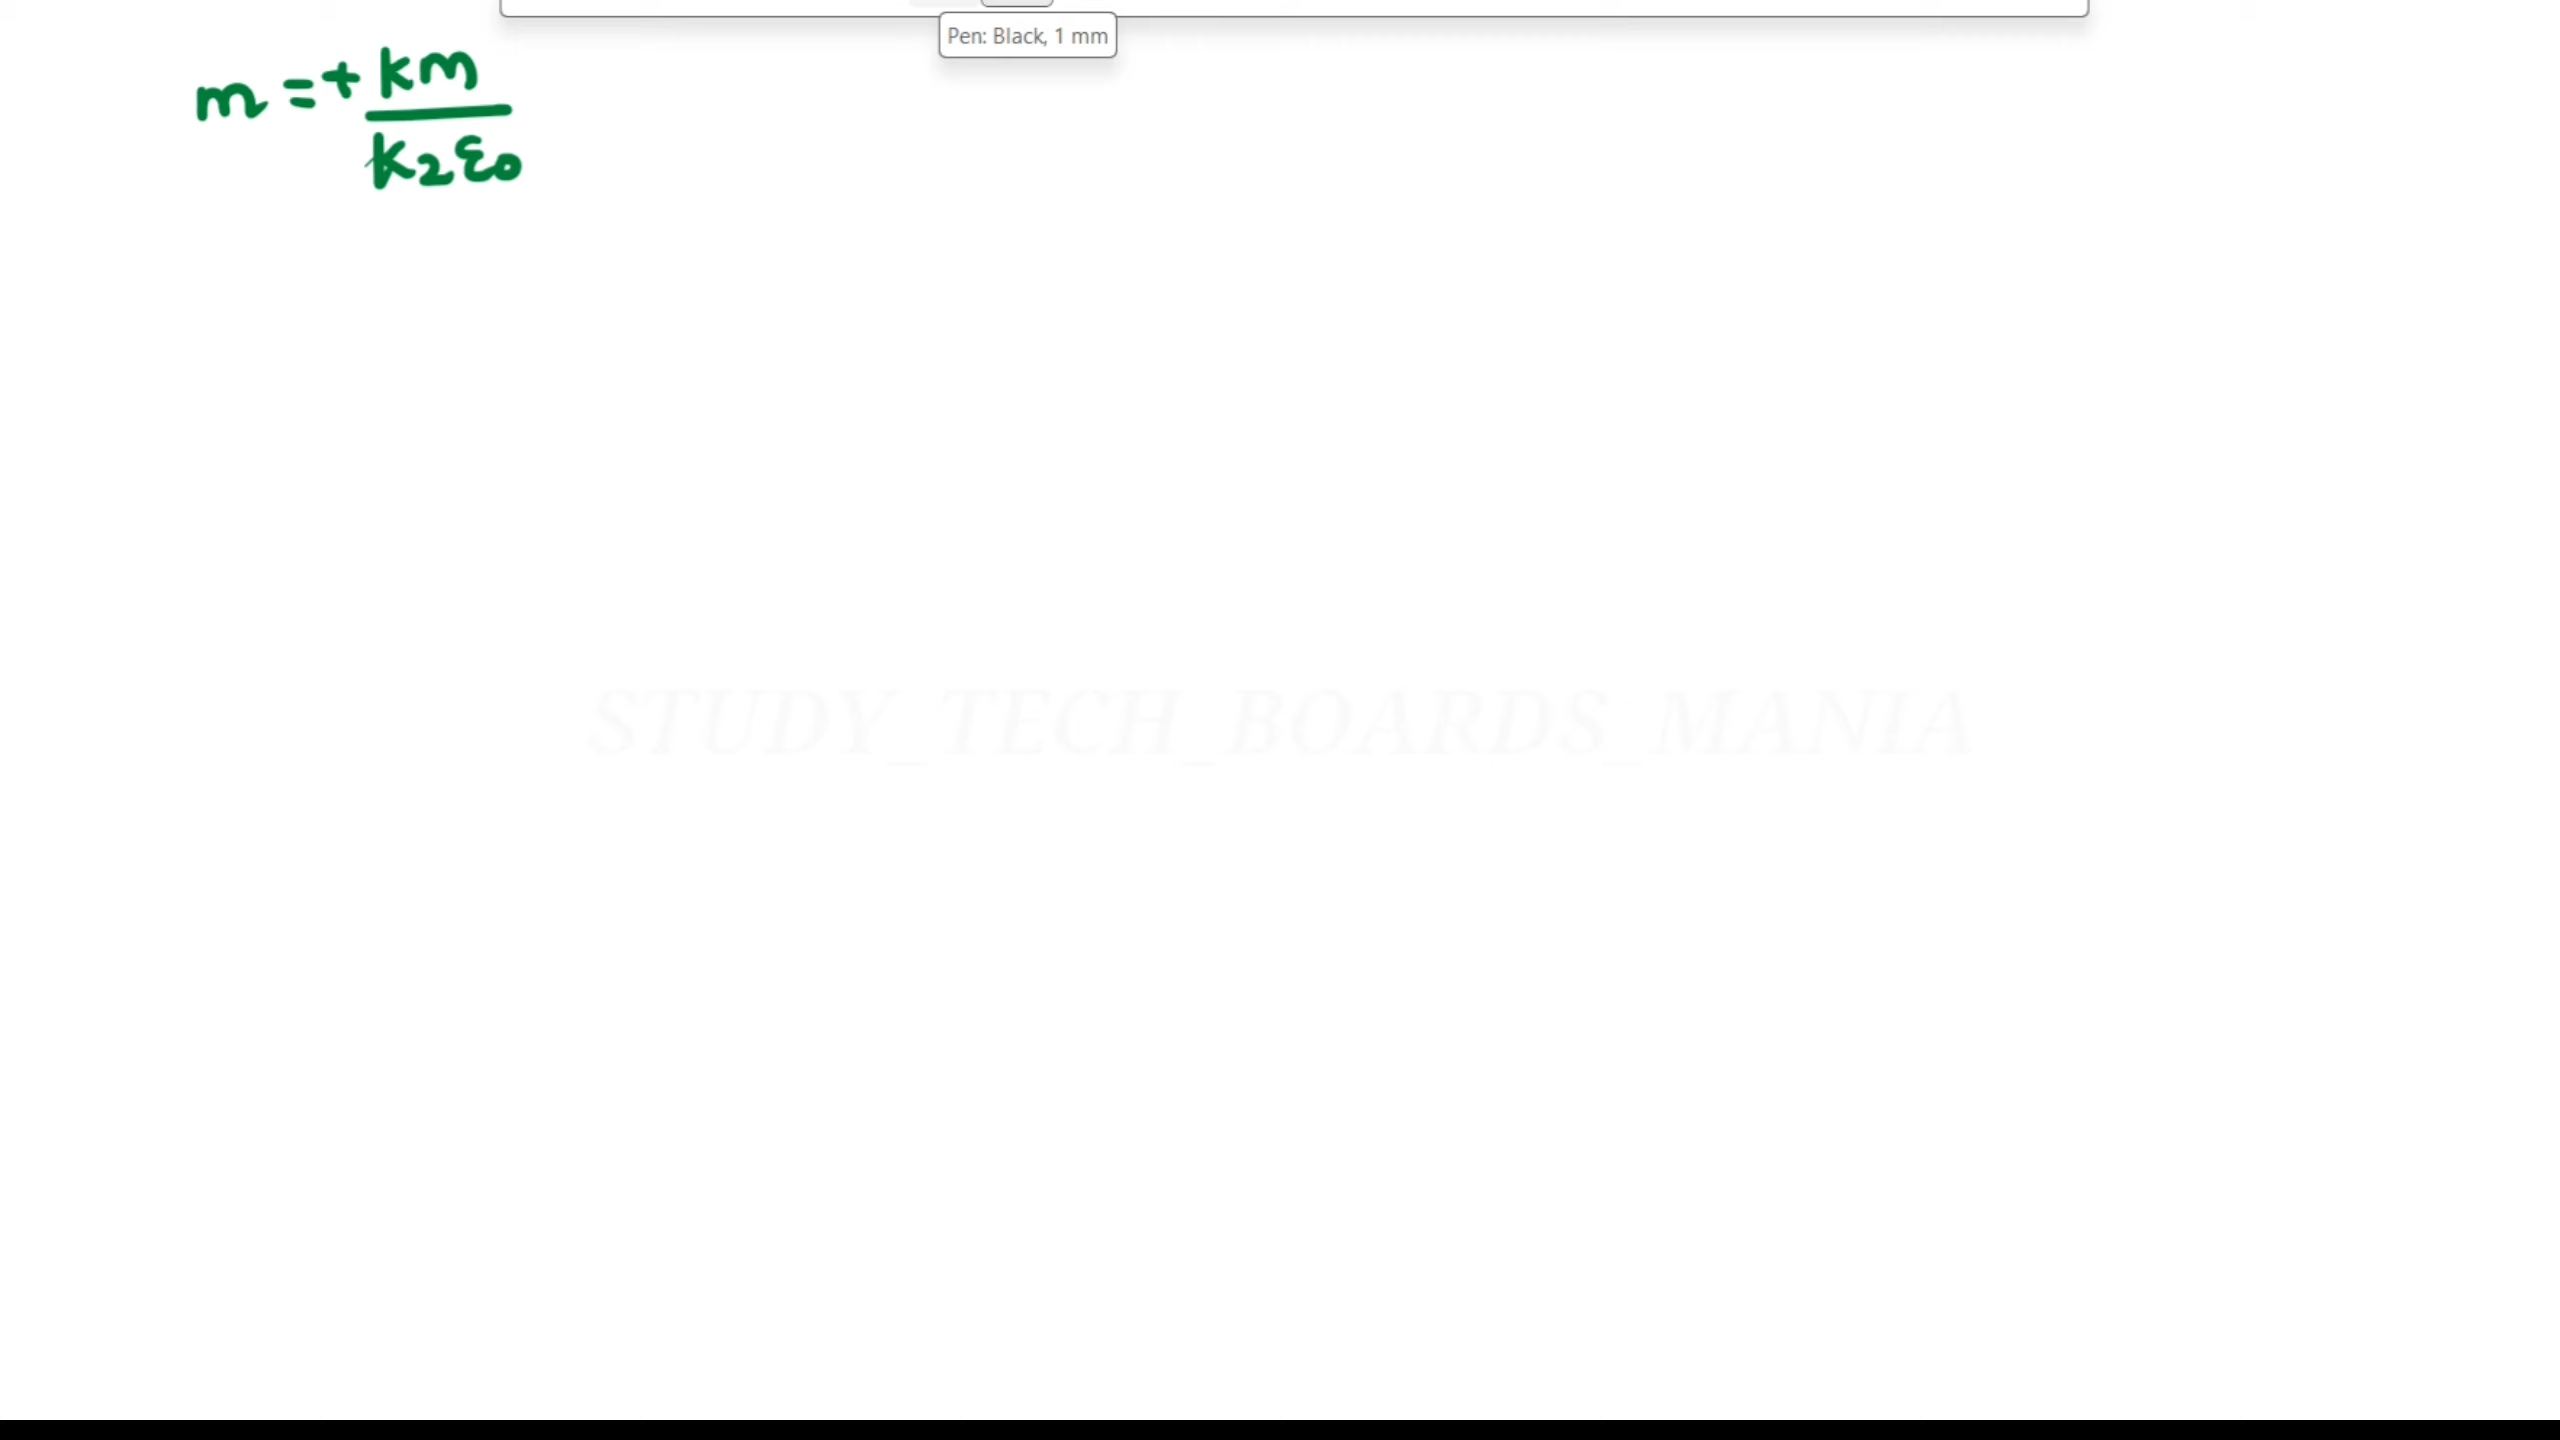 Pen: Black, 1 mm
m = + km
k2ε0
STUDY_TECH_BOARDS_MANIA